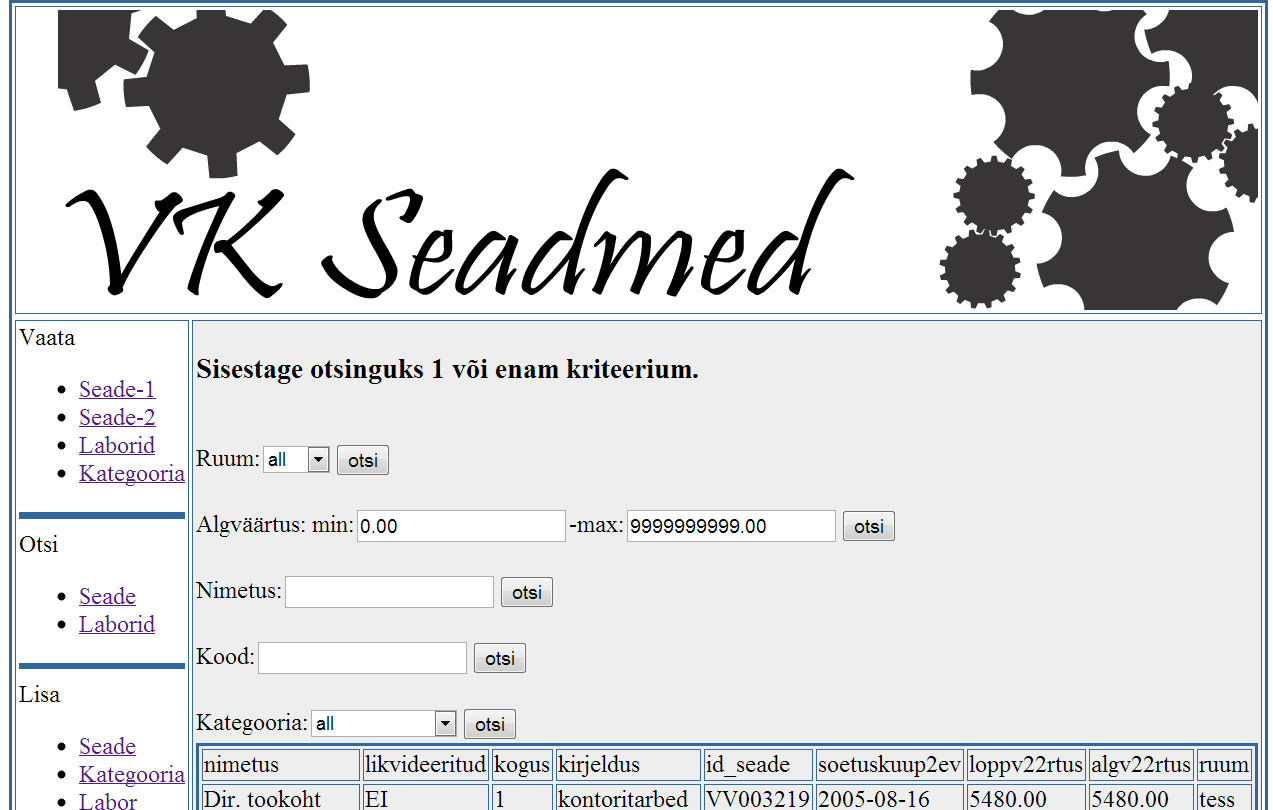 VK Seadmed
Vaata
Seade-1
Seade-2
Laborid
Kategooria
Otsi
Seade
Laborid
Lisa
Seade
Kategooria
Labor
Sisestage otsinguks 1 või enam kriteerium.
Ruum: all otsi
Algväärtus: min: 0.00 -max: 9999999999.00 otsi
Nimetus: otsi
Kood: otsi
Kategooria: all otsi
nimetus likvideeritud kogus kirjeldus id_seade soetuskuup2ev loppv22rtus algv22rtus ruum
Dir. tookoht EI 1 kontoritarbed VV003219 2005-08-16 5480.00 5480.00 tess